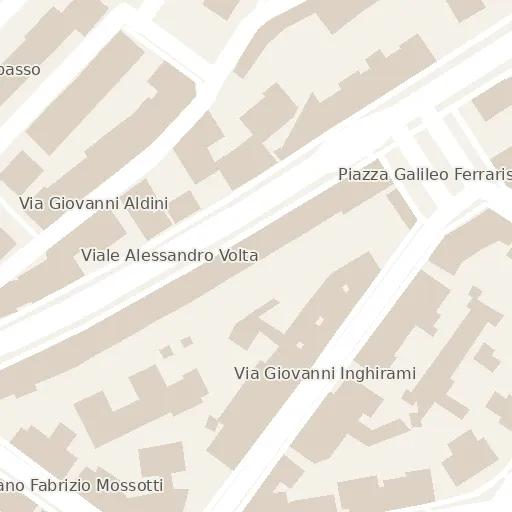 basso
Piazza Galileo Ferraris
Via Giovanni Aldini
Viale Alessandro Volta
Via Giovanni Inghirami
ano Fabrizio Mossotti